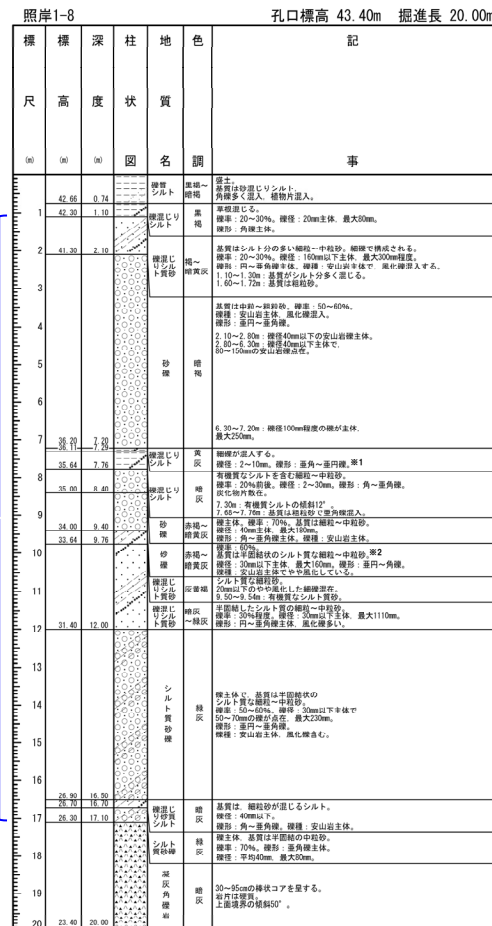 照岸1-8
孔口標高 43.40m 掘進長 20.00m
標尺(m) 標高(m) 深度(m) 柱状図 地質名 色調 記事
42.66 0.74 礫質シルト 黒褐～暗褐
盛土。
基質は砂混じりシルト。
角礫多く混入、植物片混入。
1 42.30 1.10 礫混じりシルト 黒褐
草根混じる。
礫率：20～30%。礫径：20mm主体、最大80mm。
礫形：角礫主体。
2 41.30 2.10 礫混じりシルト質砂 褐～暗黄灰
基質はシルト分の多い細粒～中粒砂。細礫で構成される。
礫率：20～30%。礫径：160mm以下主体、最大300mm程度。
礫形：円～亜角礫主体。礫種：安山岩主体で、風化礫混入する。
1.10～1.30m：基質がシルト分多く混じる。
1.60～1.72m：基質は粗粒砂。
3
4
5
6
7 36.20 7.20 砂礫 暗褐
基質は中粒～粗粒砂。礫率：50～60%。
礫種：安山岩主体、風化礫混入。
礫形：亜円～亜角礫。
2.10～2.80m：礫径40mm以下の安山岩礫主体。
2.80～6.30m：礫径40mm以下主体で、
80～150mmの安山岩礫点在。
6.30～7.20m：礫径100mm程度の礫が主体、
最大250mm。
36.11 7.29
35.64 7.76 礫混じりシルト 黄灰
細礫が混入する。
礫径：2～10mm。礫形：亜角～亜円礫。※1
8 35.00 8.40 礫混じりシルト 暗灰
有機質なシルトを含む細粒～中粒砂。
礫率：20%前後。礫径：2～30mm。礫形：角～亜角礫。
炭化物片散在。
7.30m：有機質シルトの傾斜12°。
7.68～7.76m：基質は粗粒砂で亜角礫混入。
9 34.00 9.40 砂礫 赤褐～暗黄灰
礫主体。礫率：70%。基質は細粒～中粒砂。
礫径：40mm主体、最大180mm。
礫形：角～亜角礫主体。礫種：安山岩主体。
33.64 9.76
10 砂礫 赤褐～暗黄灰
礫率：60%。
基質は半固結状のシルト質な細粒～中粒砂。※2
礫径：30mm以下主体、最大160mm。礫形：亜円～角礫。
礫種：安山岩主体でやや風化している。
11 礫混じりシルト質砂 灰黄褐
シルト質な細粒砂。
20mm以下のやや風化した細礫混在。
9.50～9.54m：有機質なシルト質砂。
12 31.40 12.00 礫混じりシルト質砂 暗灰～緑灰
半固結したシルト質の細粒～中粒砂。
礫率：30%程度。礫径：30mm以下主体、最大1110mm。
礫形：円～亜角礫主体、風化礫多い。
13
14
15
16 26.90 16.50 シルト質砂礫 緑灰
礫主体で、基質は半固結状の
シルト質な細粒～中粒砂。
礫率：50～60%。礫径：30mm以下主体で
50～70mmの礫が点在、最大230mm。
礫形：亜円～亜角礫。
礫種：安山岩主体、風化礫含む。
26.70 16.70
17 26.30 17.10 礫混じり砂質シルト 暗灰
基質は、細粒砂が混じるシルト。
礫径：40mm以下。
礫形：角～亜角礫。礫種：安山岩主体。
18 シルト質砂礫 緑灰
礫主体、基質は半固結の中粒砂。
礫率：70%。礫形：亜角礫主体。
礫径：平均40mm、最大80mm。
19
20 23.40 20.00 凝灰角礫岩 暗灰
30～95cmの棒状コアを呈する。
岩片は硬質。
上面境界の傾斜50°。